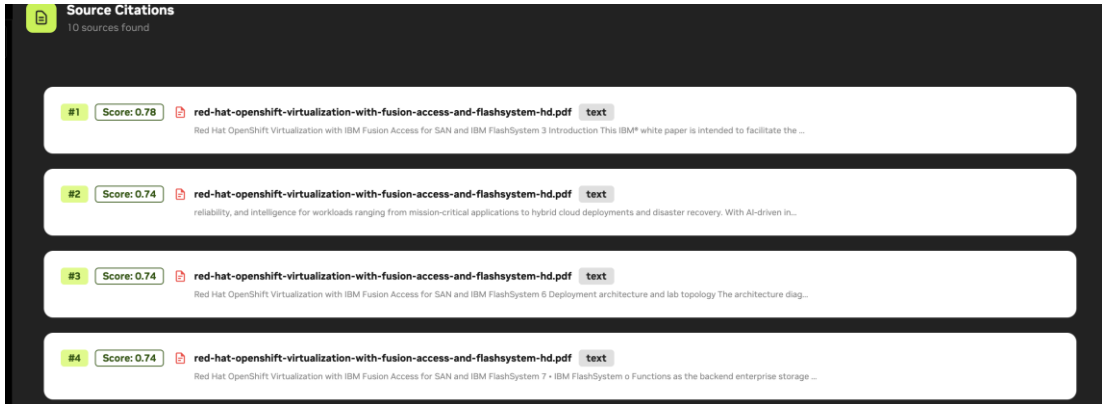 Source Citations
10 sources found
#1 Score: 0.78 red-hat-openshift-virtualization-with-fusion-access-and-flashsystem-hd.pdf text
Red Hat OpenShift Virtualization with IBM Fusion Access for SAN and IBM FlashSystem 3 Introduction This IBM® white paper is intended to facilitate the ...
#2 Score: 0.74 red-hat-openshift-virtualization-with-fusion-access-and-flashsystem-hd.pdf text
reliability, and intelligence for workloads ranging from mission-critical applications to hybrid cloud deployments and disaster recovery. With AI-driven in...
#3 Score: 0.74 red-hat-openshift-virtualization-with-fusion-access-and-flashsystem-hd.pdf text
Red Hat OpenShift Virtualization with IBM Fusion Access for SAN and IBM FlashSystem 6 Deployment architecture and lab topology The architecture diag...
#4 Score: 0.74 red-hat-openshift-virtualization-with-fusion-access-and-flashsystem-hd.pdf text
Red Hat OpenShift Virtualization with IBM Fusion Access for SAN and IBM FlashSystem 7 • IBM FlashSystem o Functions as the backend enterprise storage ...